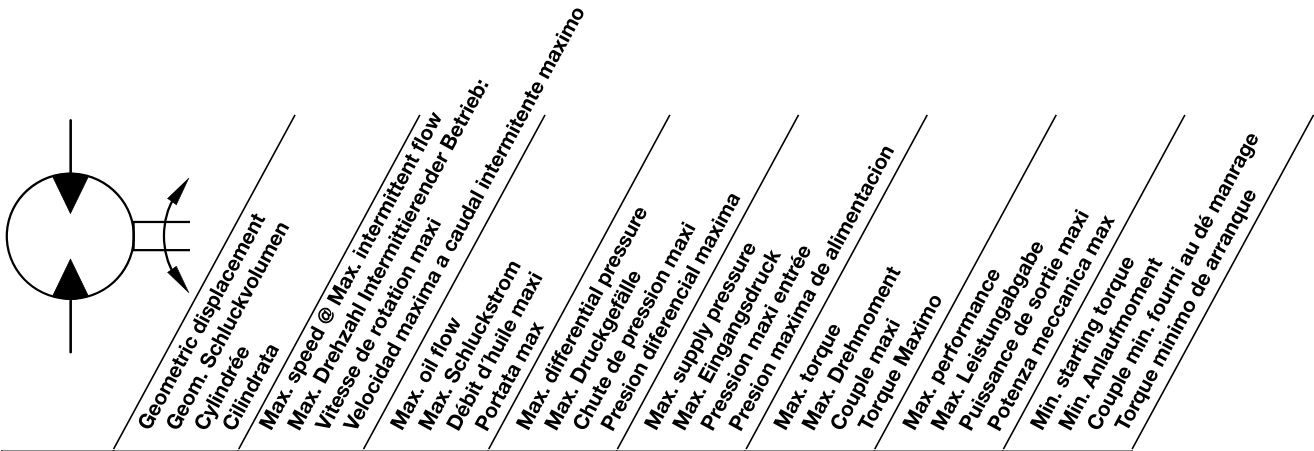 Geometric displacement
Geom. Schluckvolumen
Cylindrée
Cilindrata
Max. speed @ Max. intermittent flow
Max. Drehzahl Intermittierender Betrieb:
Vitesse de rotation maxi
Velocidad maxima a caudal intermitente maximo
Max. oil flow
Max. Schluckstrom
Débit d'huile maxi
Portata max
Max. differential pressure
Max. Druckgefälle
Chute de pression maxi
Presion diferencial maxima
Max. supply pressure
Max. Eingangsdruck
Pression maxi entrée
Presion maxima de alimentacion
Max. torque
Max. Drehmoment
Couple maxi
Torque Maximo
Max. performance
Max. Leistungabgabe
Puissance de sortie maxi
Potenza meccanica max
Min. starting torque
Min. Anlaufmoment
Couple min. fourni au dé manrage
Torque minimo de arranque